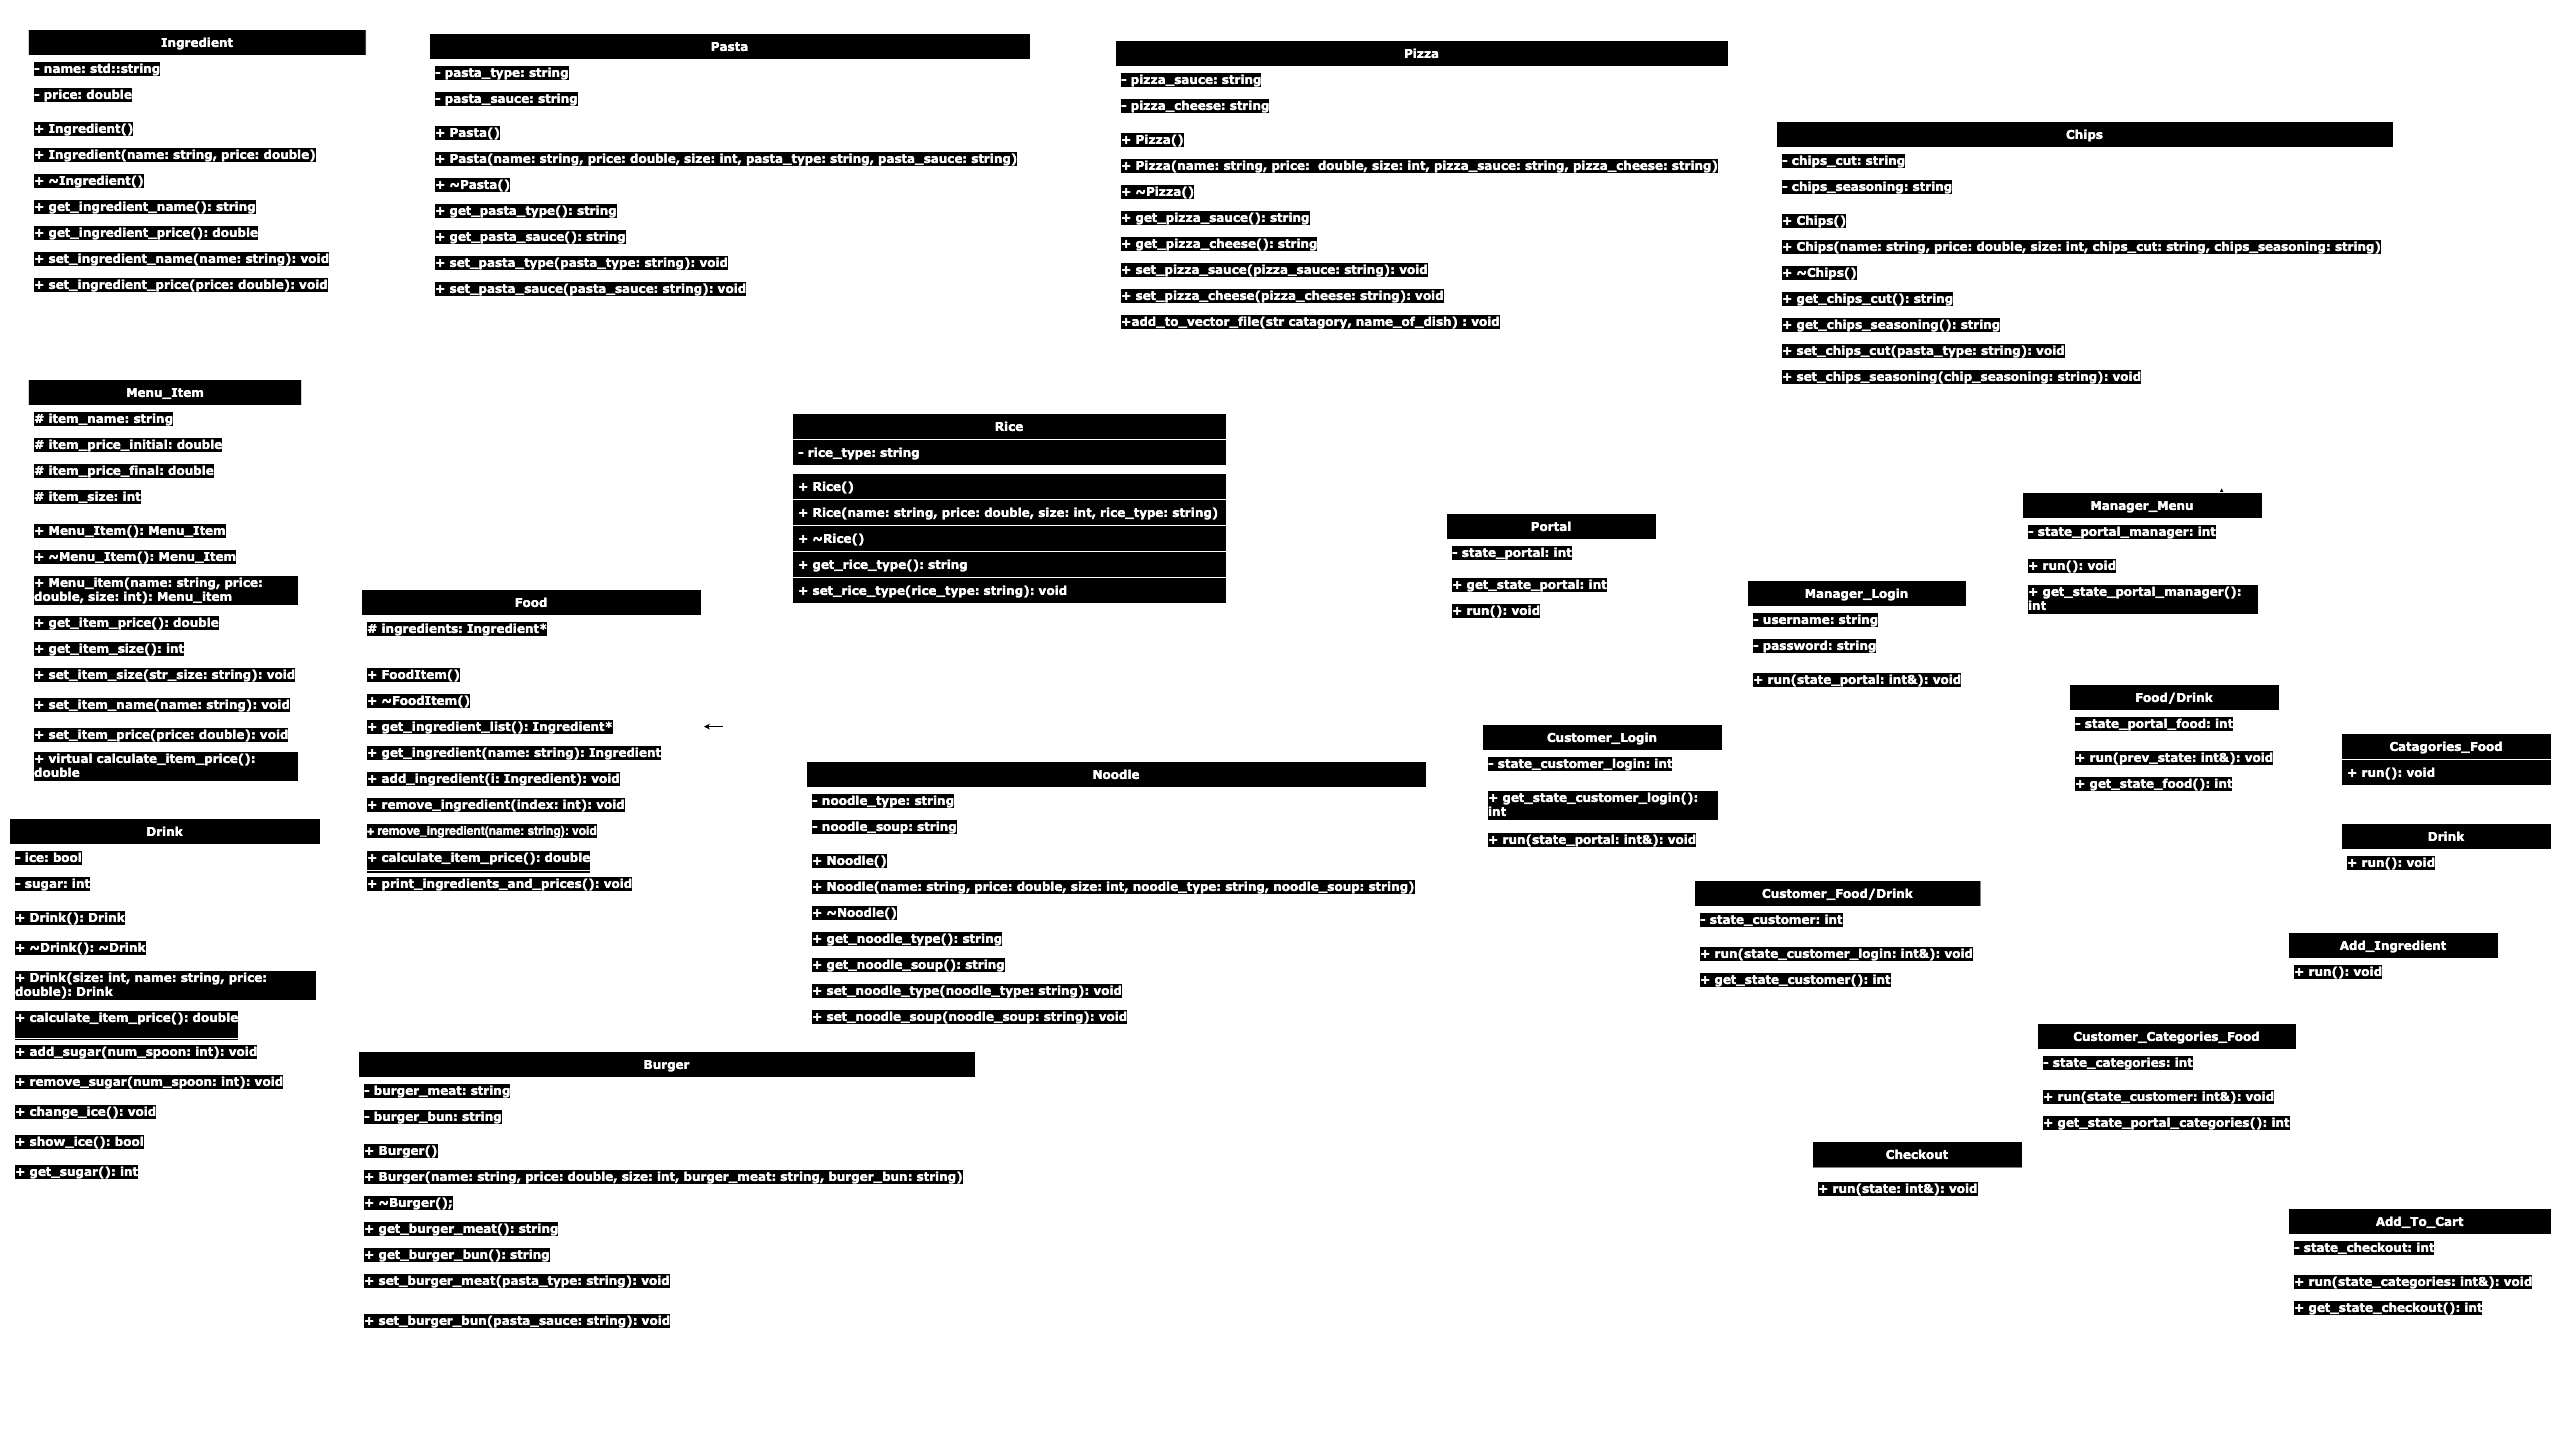 Ingredient
- name: std::string
- price: double
+ Ingredient()
+ Ingredient(name: string, price: double)
+ ~Ingredient()
+ get_ingredient_name(): string
+ get_ingredient_price(): double
+ set_ingredient_name(name: string): void
+ set_ingredient_price(price: double): void
Pasta
- pasta_type: string
- pasta_sauce: string
+ Pasta()
+ Pasta(name: string, price: double, size: int, pasta_type: string, pasta_sauce: string)
+ ~Pasta()
+ get_pasta_type(): string
+ get_pasta_sauce(): string
+ set_pasta_type(pasta_type: string): void
+ set_pasta_sauce(pasta_sauce: string): void
Pizza
- pizza_sauce: string
- pizza_cheese: string
+ Pizza()
+ Pizza(name: string, price:  double, size: int, pizza_sauce: string, pizza_cheese: string)
+ ~Pizza()
+ get_pizza_sauce(): string
+ get_pizza_cheese(): string
+ set_pizza_sauce(pizza_sauce: string): void
+ set_pizza_cheese(pizza_cheese: string): void
+add_to_vector_file(str catagory, name_of_dish) : void
Chips
- chips_cut: string
- chips_seasoning: string
+ Chips()
+ Chips(name: string, price: double, size: int, chips_cut: string, chips_seasoning: string)
+ ~Chips()
+ get_chips_cut(): string
+ get_chips_seasoning(): string
+ set_chips_cut(pasta_type: string): void
+ set_chips_seasoning(chip_seasoning: string): void
Menu_Item
# item_name: string
# item_price_initial: double
# item_price_final: double
# item_size: int
+ Menu_Item(): Menu_Item
+ ~Menu_Item(): Menu_Item
+ Menu_item(name: string, price:
double, size: int): Menu_item
+ get_item_price(): double
+ get_item_size(): int
+ set_item_size(str_size: string): void
+ set_item_name(name: string): void
+ set_item_price(price: double): void
+ virtual calculate_item_price():
double
Rice
- rice_type: string
+ Rice()
+ Rice(name: string, price: double, size: int, rice_type: string)
+ ~Rice()
+ get_rice_type(): string
+ set_rice_type(rice_type: string): void
Portal
- state_portal: int
+ get_state_portal: int
+ run(): void
Manager_Login
- username: string
- password: string
+ run(state_portal: int&): void
Manager_Menu
- state_portal_manager: int
+ run(): void
+ get_state_portal_manager():
int
Food
# ingredients: Ingredient*
+ FoodItem()
+ ~FoodItem()
+ get_ingredient_list(): Ingredient*
+ get_ingredient(name: string): Ingredient
+ add_ingredient(i: Ingredient): void
+ remove_ingredient(index: int): void
+ remove_ingredient(name: string): void
+ calculate_item_price(): double
+ print_ingredients_and_prices(): void
Food/Drink
- state_portal_food: int
+ run(prev_state: int&): void
+ get_state_food(): int
Catagories_Food
+ run(): void
Customer_Login
- state_customer_login: int
+ get_state_customer_login():
int
+ run(state_portal: int&): void
Noodle
- noodle_type: string
- noodle_soup: string
+ Noodle()
+ Noodle(name: string, price: double, size: int, noodle_type: string, noodle_soup: string)
+ ~Noodle()
+ get_noodle_type(): string
+ get_noodle_soup(): string
+ set_noodle_type(noodle_type: string): void
+ set_noodle_soup(noodle_soup: string): void
Drink
- ice: bool
- sugar: int
+ Drink(): Drink
+ ~Drink(): ~Drink
+ Drink(size: int, name: string, price:
double): Drink
+ calculate_item_price(): double
+ add_sugar(num_spoon: int): void
+ remove_sugar(num_spoon: int): void
+ change_ice(): void
+ show_ice(): bool
+ get_sugar(): int
Drink
+ run(): void
Customer_Food/Drink
- state_customer: int
+ run(state_customer_login: int&): void
+ get_state_customer(): int
Add_Ingredient
+ run(): void
Customer_Categories_Food
- state_categories: int
+ run(state_customer: int&): void
+ get_state_portal_categories(): int
Burger
- burger_meat: string
- burger_bun: string
+ Burger()
+ Burger(name: string, price: double, size: int, burger_meat: string, burger_bun: string)
+ ~Burger();
+ get_burger_meat(): string
+ get_burger_bun(): string
+ set_burger_meat(pasta_type: string): void
+ set_burger_bun(pasta_sauce: string): void
Checkout
+ run(state: int&): void
Add_To_Cart
- state_checkout: int
+ run(state_categories: int&): void
+ get_state_checkout(): int